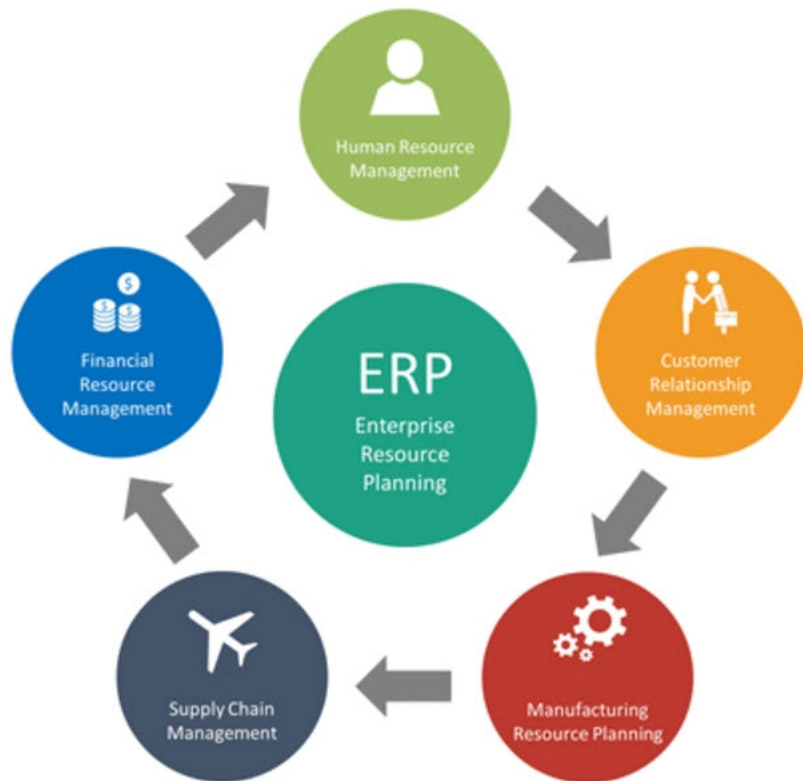 Human Resource
Management
Customer
Relationship
Management
Manufacturing
Resource Planning
Supply Chain
Management
$
$ $
Financial
Resource
Management
ERP
Enterprise
Resource
Planning